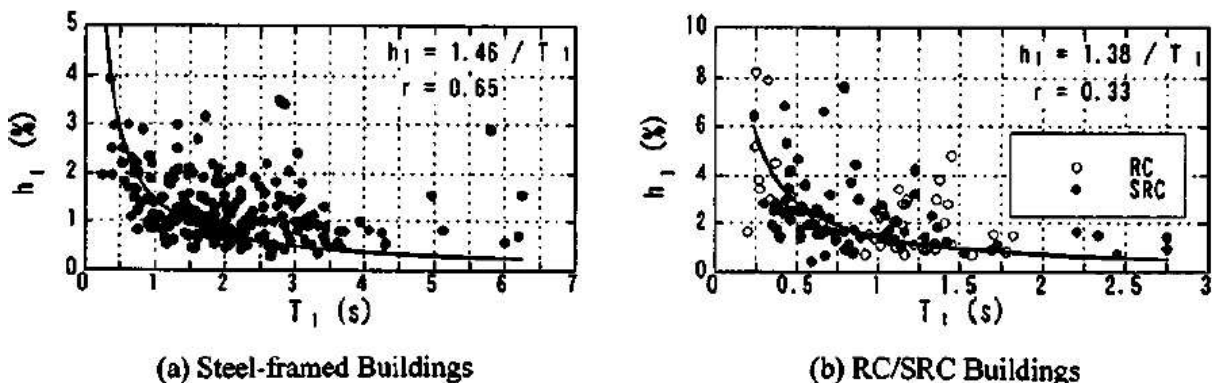 5
4
3
2
1
0
h₁ (%)
h₁ = 1.46 / T₁
r = 0.65
0 1 2 3 4 5 6 7
T₁ (s)
(a) Steel-framed Buildings
10
8
6
4
2
0
h₁ (%)
h₁ = 1.38 / T₁
r = 0.33
RC
SRC
0 0.5 1 1.5 2 2.5 3
T₁ (s)
(b) RC/SRC Buildings